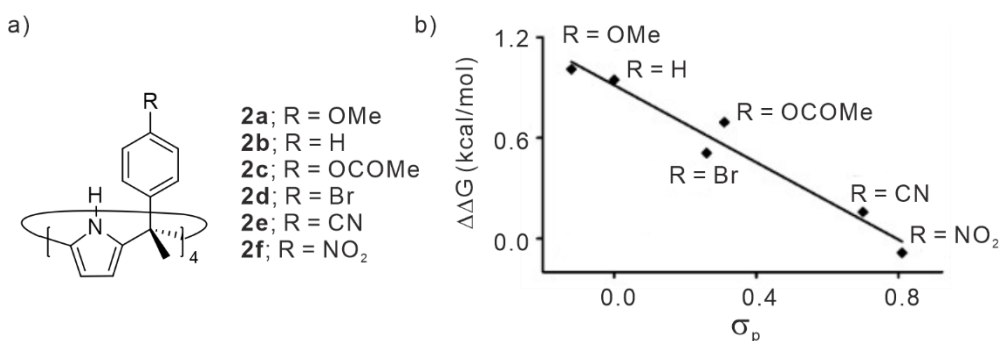 a)
R
2a; R = OMe
2b; R = H
2c; R = OCOMe
2d; R = Br
2e; R = CN
2f; R = NO₂
H
N
[ ]₄
b)
ΔΔG (kcal/mol)
1.2
0.6
0.0
R = OMe
R = H
R = OCOMe
R = Br
R = CN
R = NO₂
0.0 0.4 0.8
σₚ